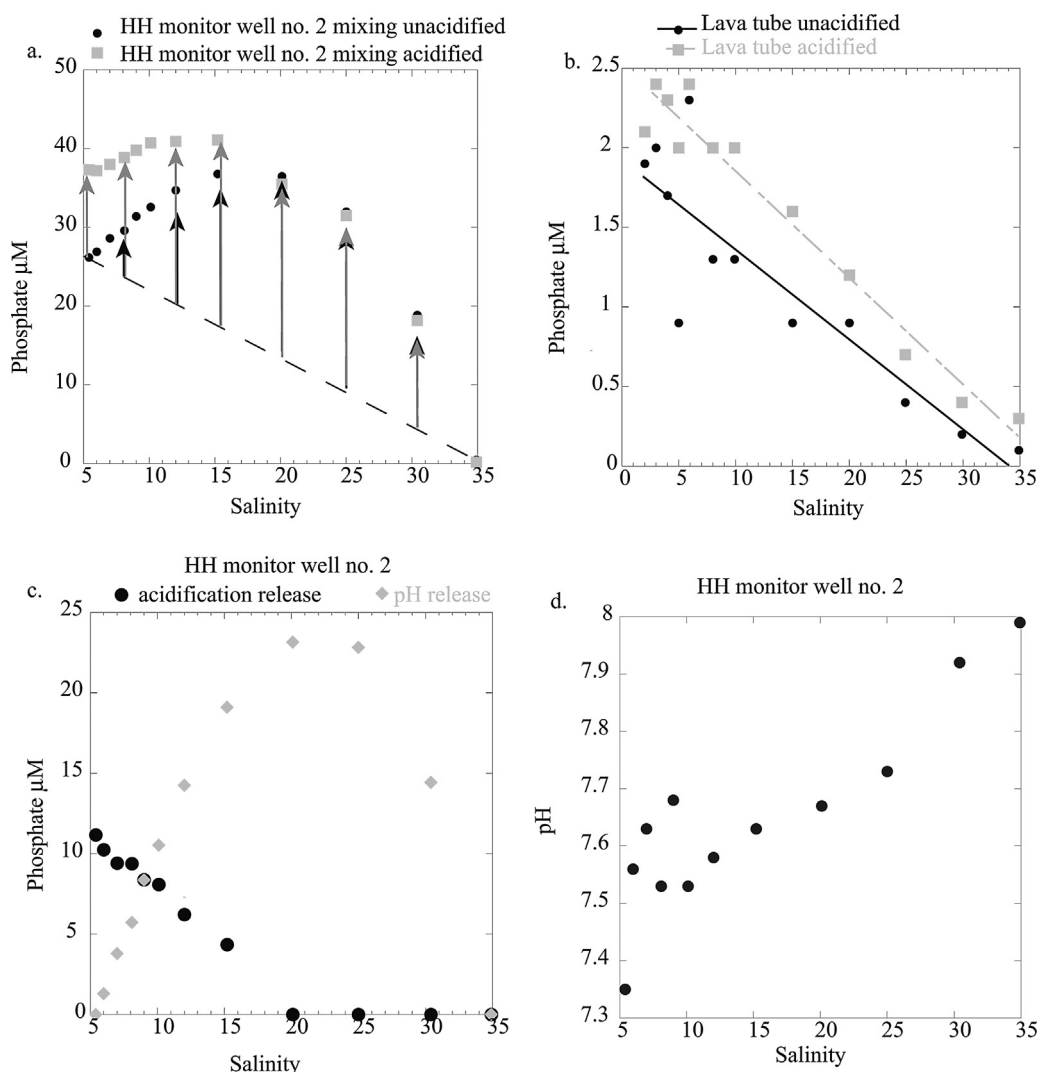 HH monitor well no. 2 mixing unacidified
HH monitor well no. 2 mixing acidified
a.
50
40
30
20
10
0
Phosphate µM
5 10 15 20 25 30 35
Salinity
Lava tube unacidified
Lava tube acidified
b.
2.5
2
1.5
1
0.5
0
Phosphate µM
0 5 10 15 20 25 30 35
Salinity
HH monitor well no. 2
c.
acidification release
pH release
25
20
15
10
5
0
Phosphate µM
5 10 15 20 25 30 35
Salinity
HH monitor well no. 2
d.
8
7.9
7.8
7.7
7.6
7.5
7.4
7.3
pH
5 10 15 20 25 30 35
Salinity